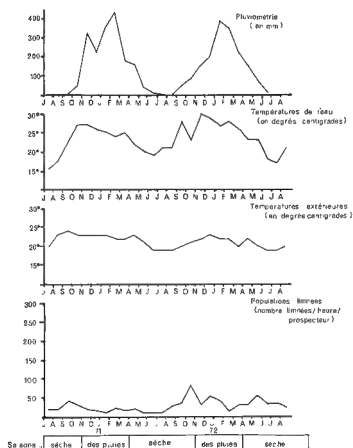 Pluviométrie
(en mm)
400
300
200
100
J A S O N D J F M A M J J A S O N D J F M A M J J A
Températures de l'eau
(en degrés centigrades)
30°
25°
20°
15°
J A S O N D J F M A M J J A S O N D J F M A M J J A
Températures extérieures
(en degrés centigrades)
30°
25°
20°
15°
J A S O N D J F M A M J J A S O N D J F M A M J J A
Populations limnées
(nombre limnées/heure/
prospecteur)
300
250
200
150
100
50
J A S O N D J F M A M J J A S O N D J F M A M J J A
71 72
Saisons sèche des pluies sèche des pluies sèche